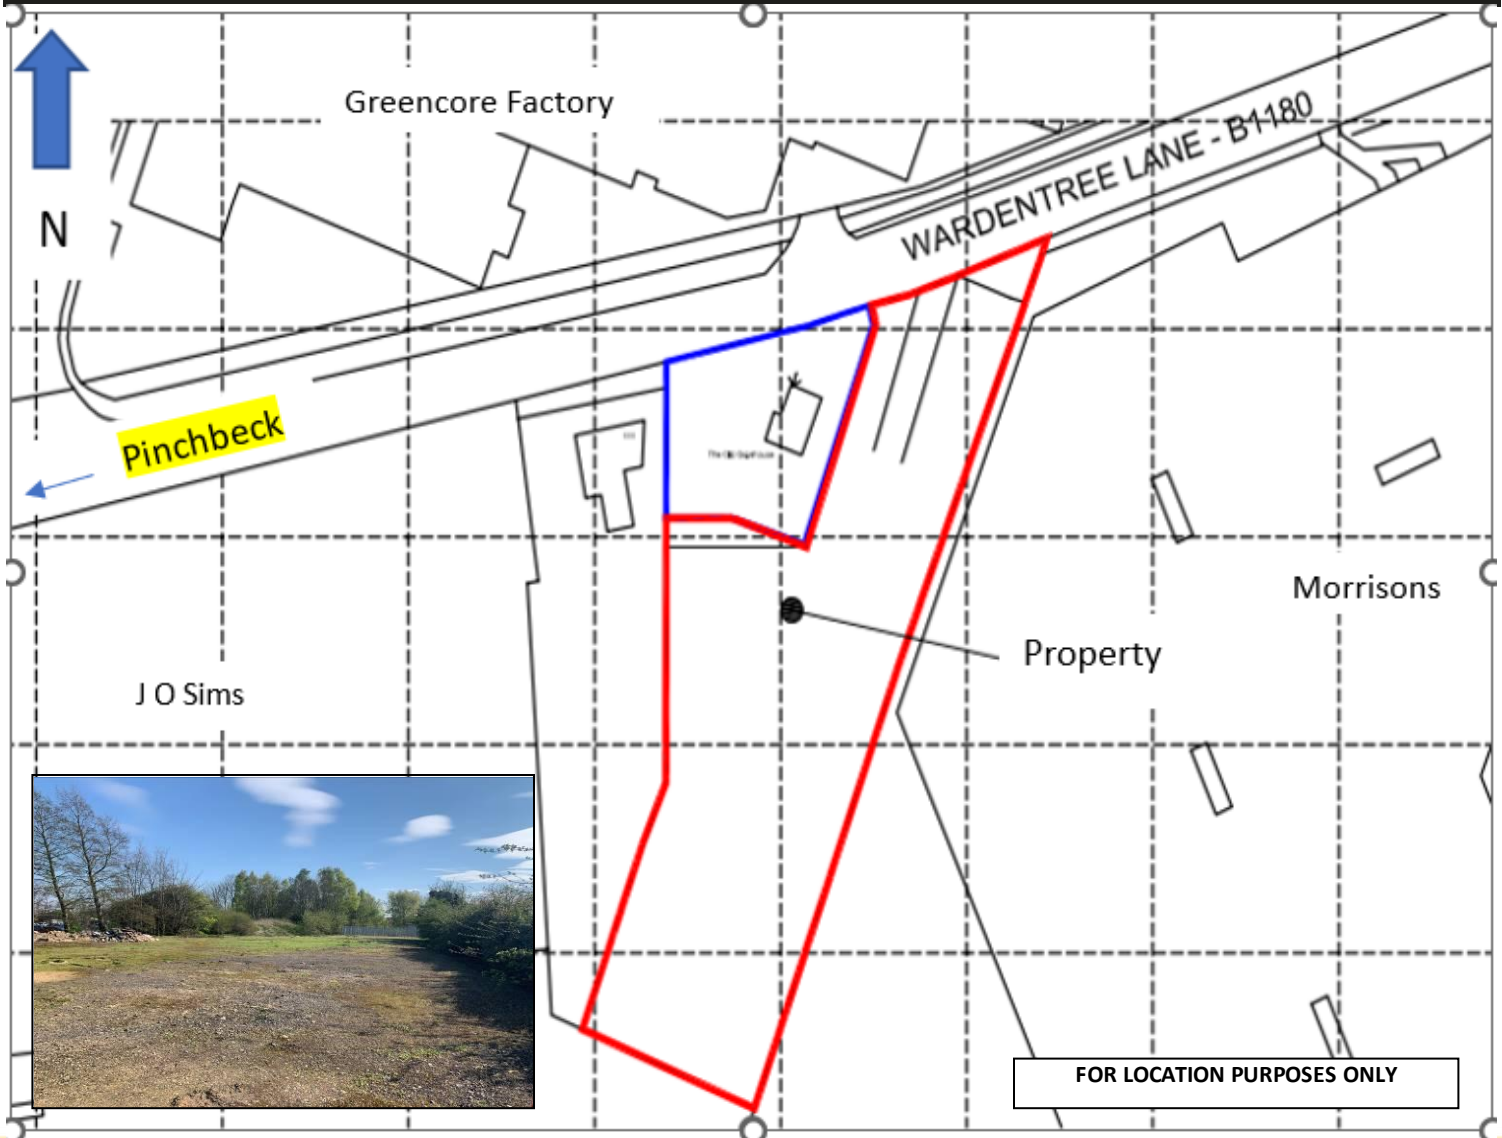 Greencore Factory
N
WARDENTREE LANE - B1180
Pinchbeck
Morrisons
Property
J O Sims
FOR LOCATION PURPOSES ONLY